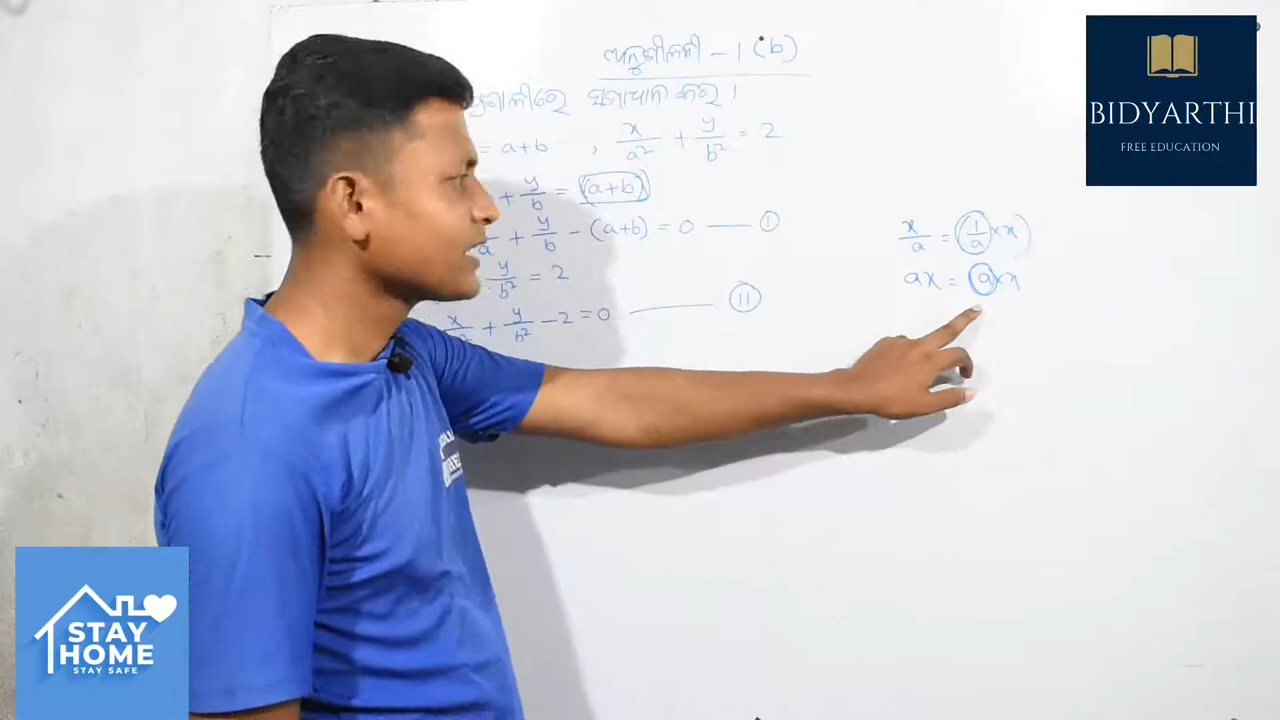 ଅନୁଶୀଳନୀ – 1 (b)
ସମାଧାନ କର ।
= a+b , x/a² + y/b² = 2
+ y/b = (a+b)
/a + y/b – (a+b) = 0 —— I
y/b² = 2
x/a² + y/b² – 2 = 0 —— II
x/a = (1/a × x)
ax = a × x
BIDYARTHI
FREE EDUCATION
STAY
HOME
STAY SAFE